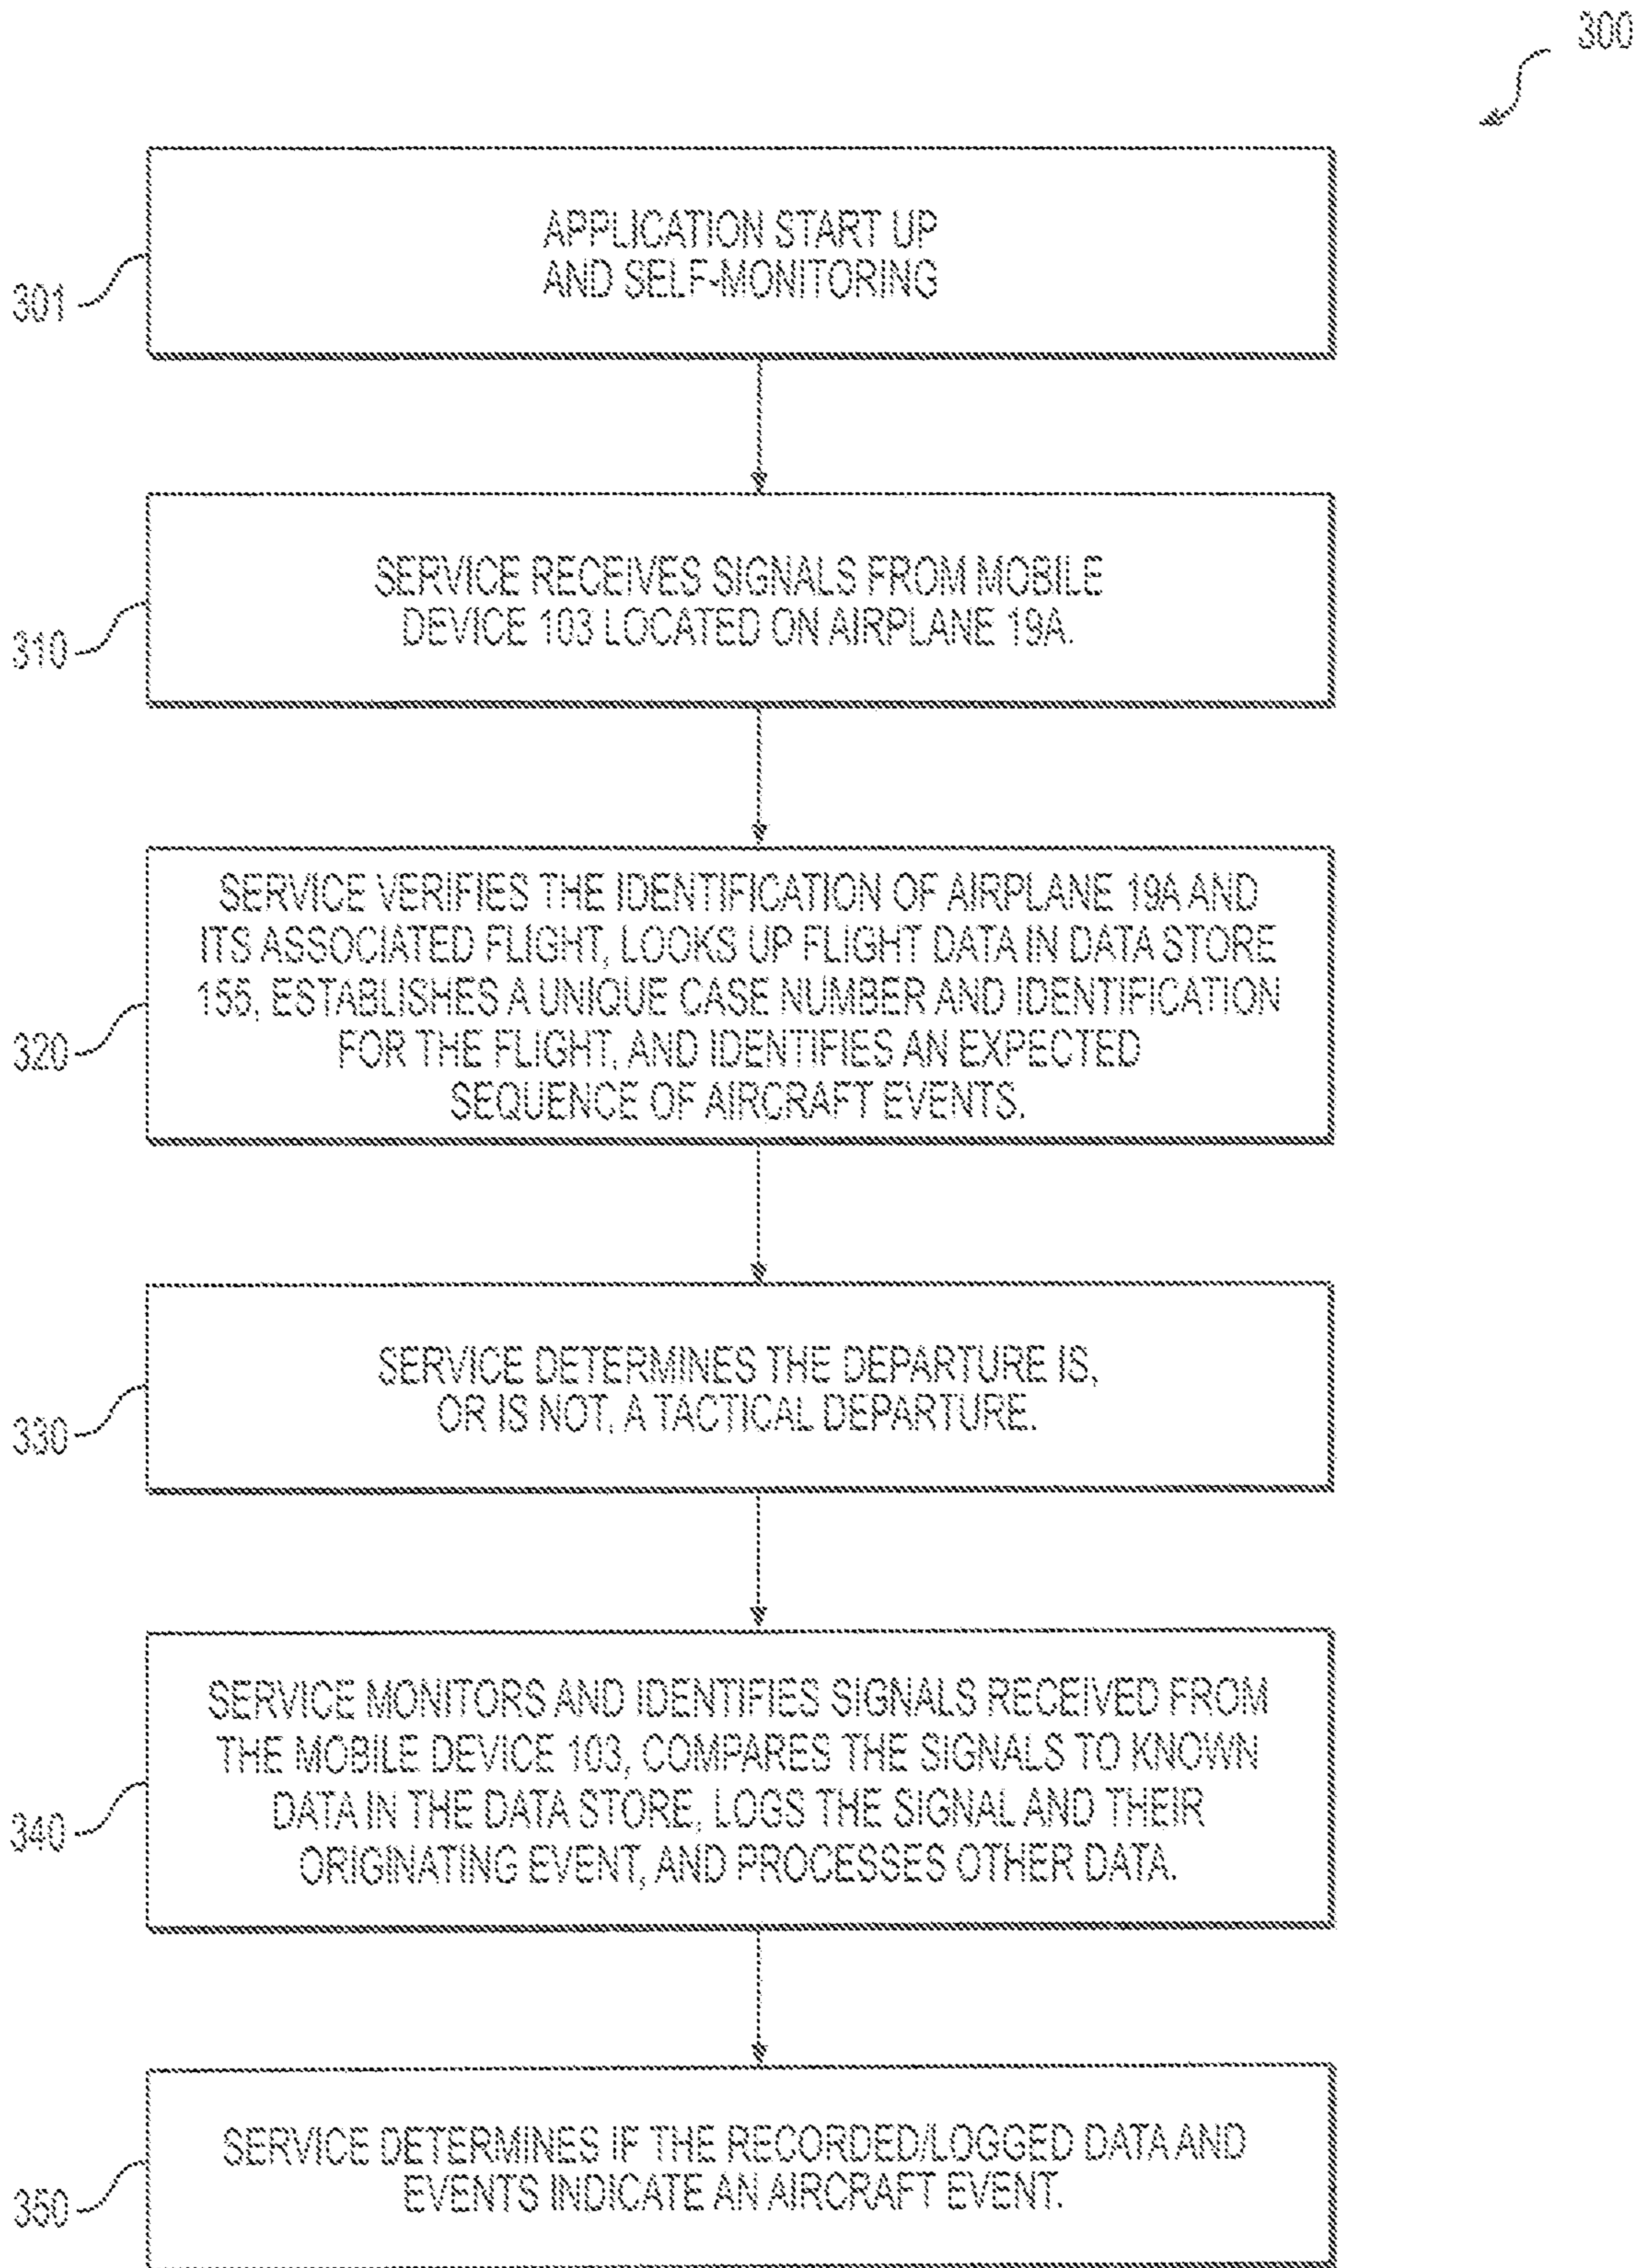 300
APPLICATION START UP
AND SELF-MONITORING
301
SERVICE RECEIVES SIGNALS FROM MOBILE
DEVICE 103 LOCATED ON AIRPLANE 19A.
310
SERVICE VERIFIES THE IDENTIFICATION OF AIRPLANE 19A AND
ITS ASSOCIATED FLIGHT, LOOKS UP FLIGHT DATA IN DATA STORE
155, ESTABLISHES A UNIQUE CASE NUMBER AND IDENTIFICATION
FOR THE FLIGHT, AND IDENTIFIES AN EXPECTED
SEQUENCE OF AIRCRAFT EVENTS.
320
SERVICE DETERMINES THE DEPARTURE IS,
OR IS NOT, A TACTICAL DEPARTURE.
330
SERVICE MONITORS AND IDENTIFIES SIGNALS RECEIVED FROM
THE MOBILE DEVICE 103, COMPARES THE SIGNALS TO KNOWN
DATA IN THE DATA STORE, LOGS THE SIGNAL AND THEIR
ORIGINATING EVENT, AND PROCESSES OTHER DATA.
340
SERVICE DETERMINES IF THE RECORDED/LOGGED DATA AND
EVENTS INDICATE AN AIRCRAFT EVENT.
350